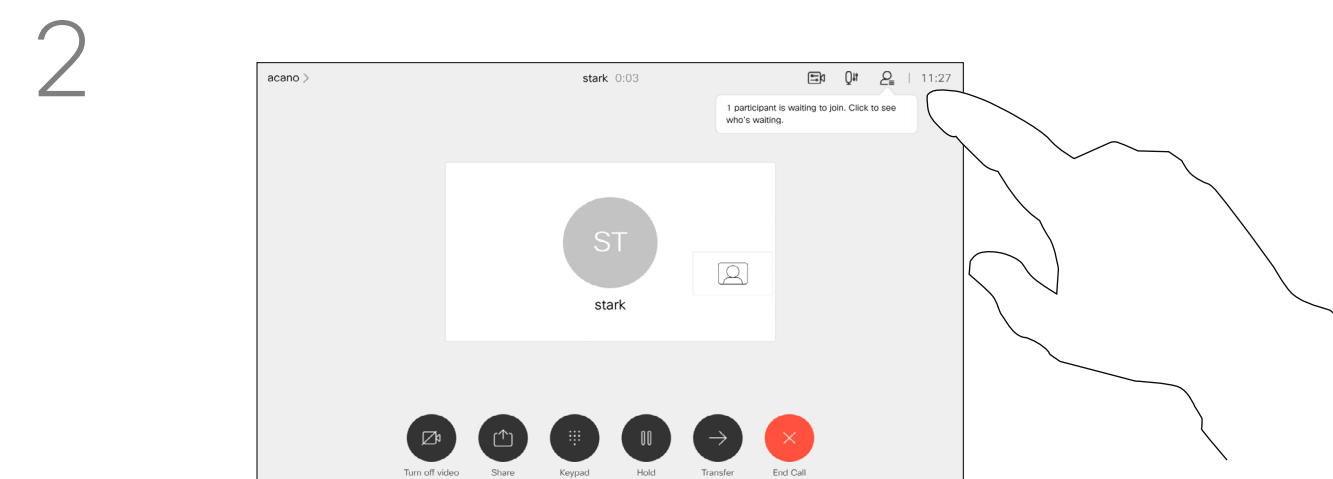 2
acano >
stark 0:03
11:27
1 participant is waiting to join. Click to see
who's waiting.
ST
stark
Turn off video
Share
Keypad
Hold
Transfer
End Call